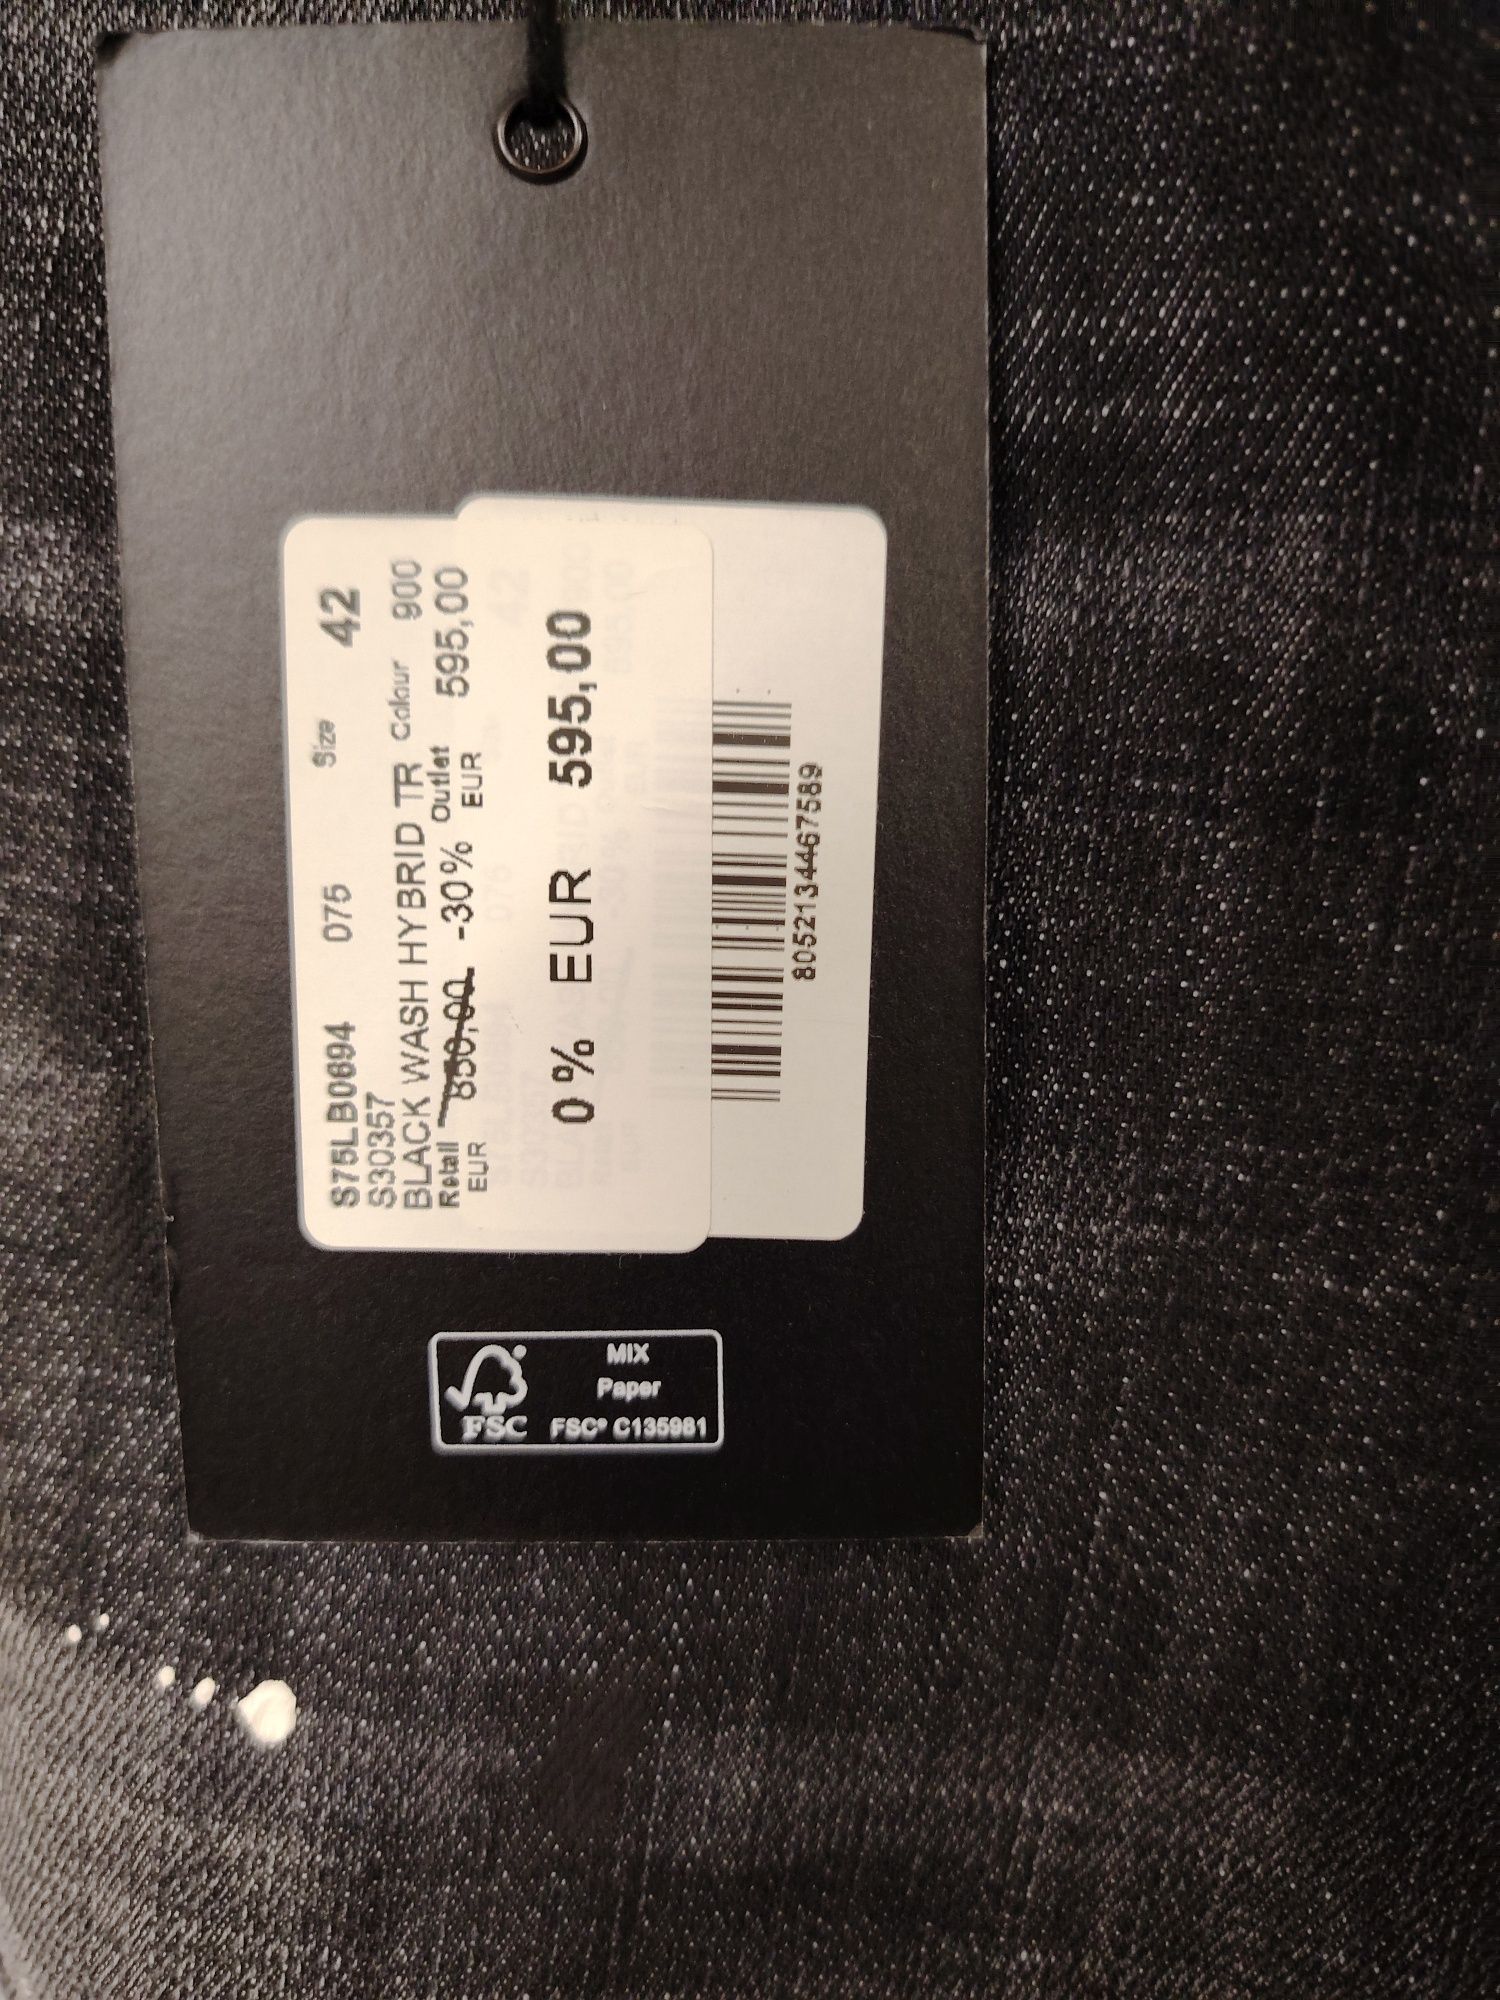 S75LB0894 075 Size 42
S30357
BLACK WASH HYBRID TR Colour 900
Retail 850,00 -30% Outlet 595,00
EUR EUR
0 % EUR 595,00
8052134467589
FSC
MIX
Paper
FSC® C135981